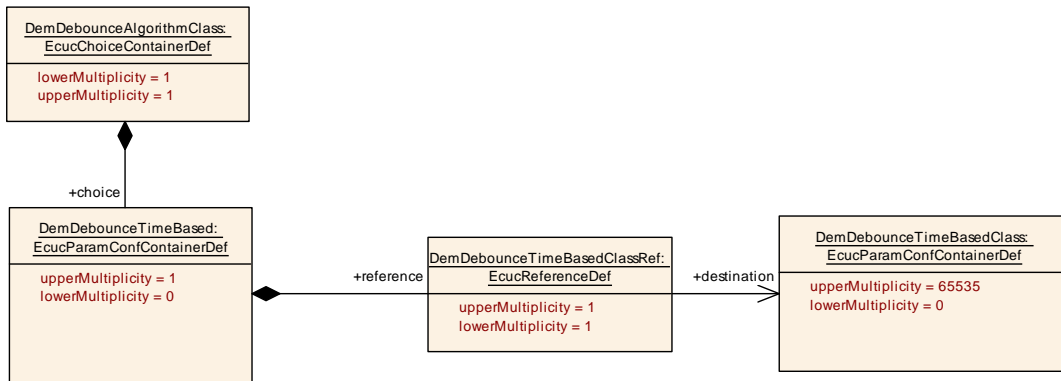 DemDebounceAlgorithmClass:
EcucChoiceContainerDef
lowerMultiplicity = 1
upperMultiplicity = 1
+choice
DemDebounceTimeBased:
EcucParamConfContainerDef
upperMultiplicity = 1
lowerMultiplicity = 0
+reference
DemDebounceTimeBasedClassRef:
EcucReferenceDef
upperMultiplicity = 1
lowerMultiplicity = 1
+destination
DemDebounceTimeBasedClass:
EcucParamConfContainerDef
upperMultiplicity = 65535
lowerMultiplicity = 0